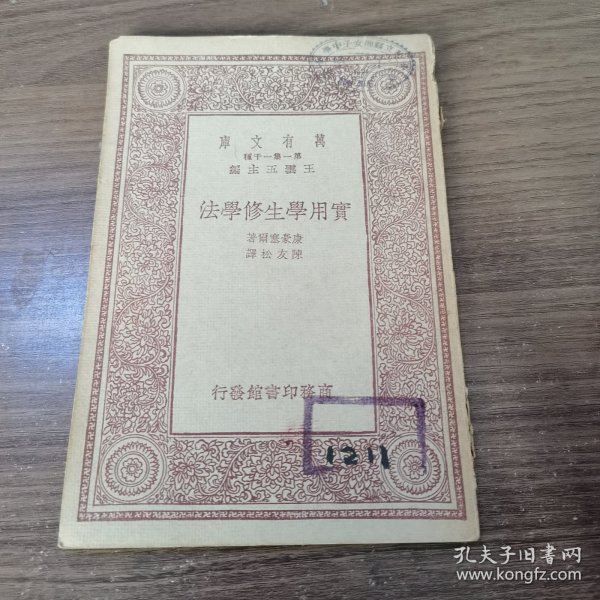 萬有文庫
第一集一千種
王雲五主編
實用學生修學法
康豪塞爾著
陳友松譯
商務印書館發行
1211
孔夫子旧书网
www.kongfz.com